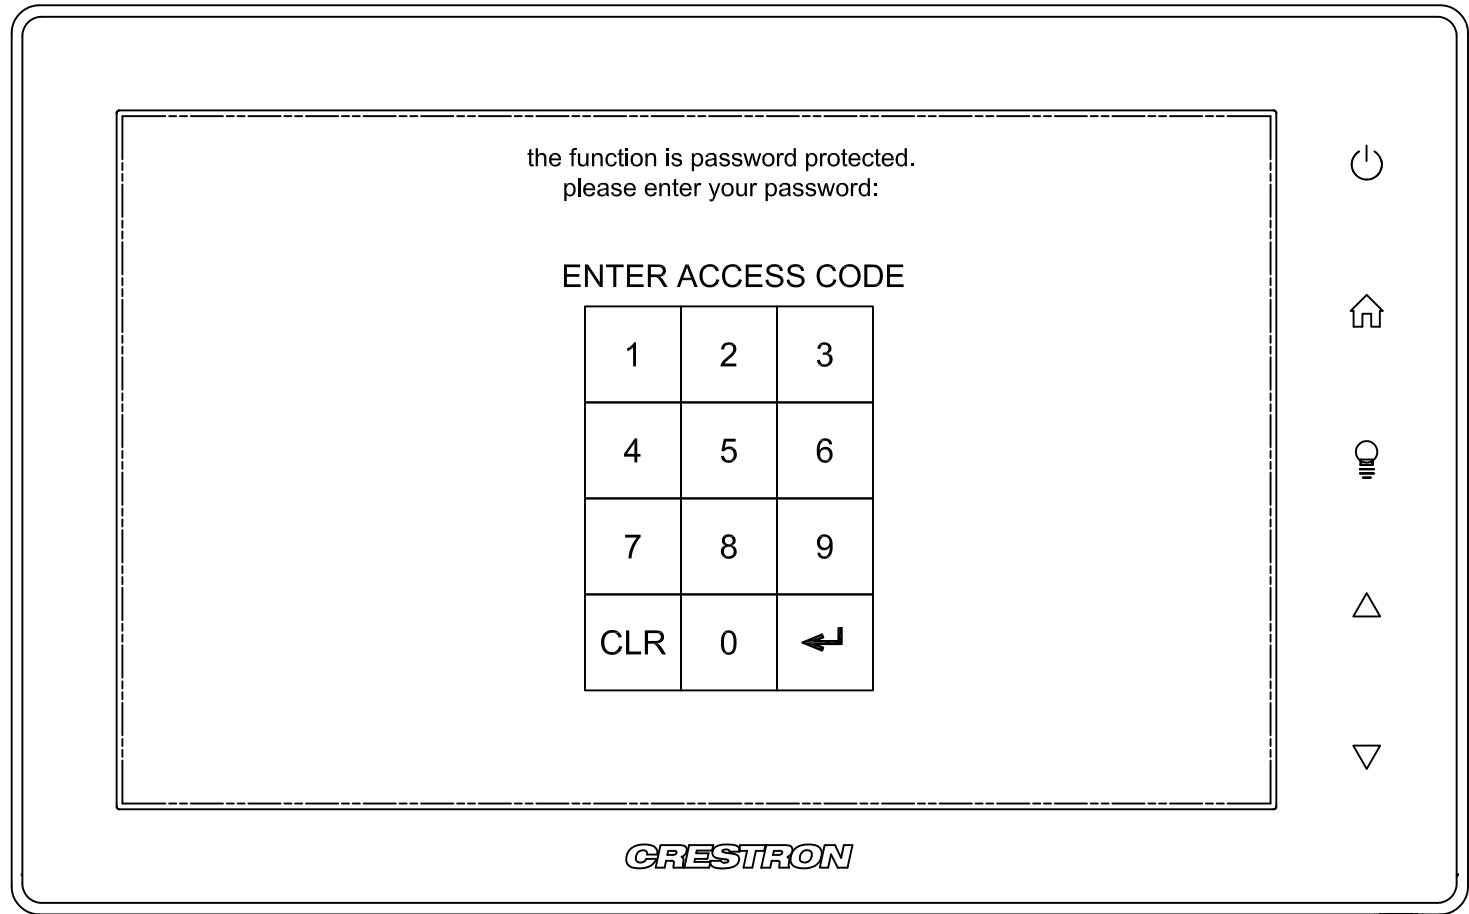 the function is password protected.
please enter your password:
ENTER ACCESS CODE
1 2 3
4 5 6
7 8 9
CLR 0
CRESTRON